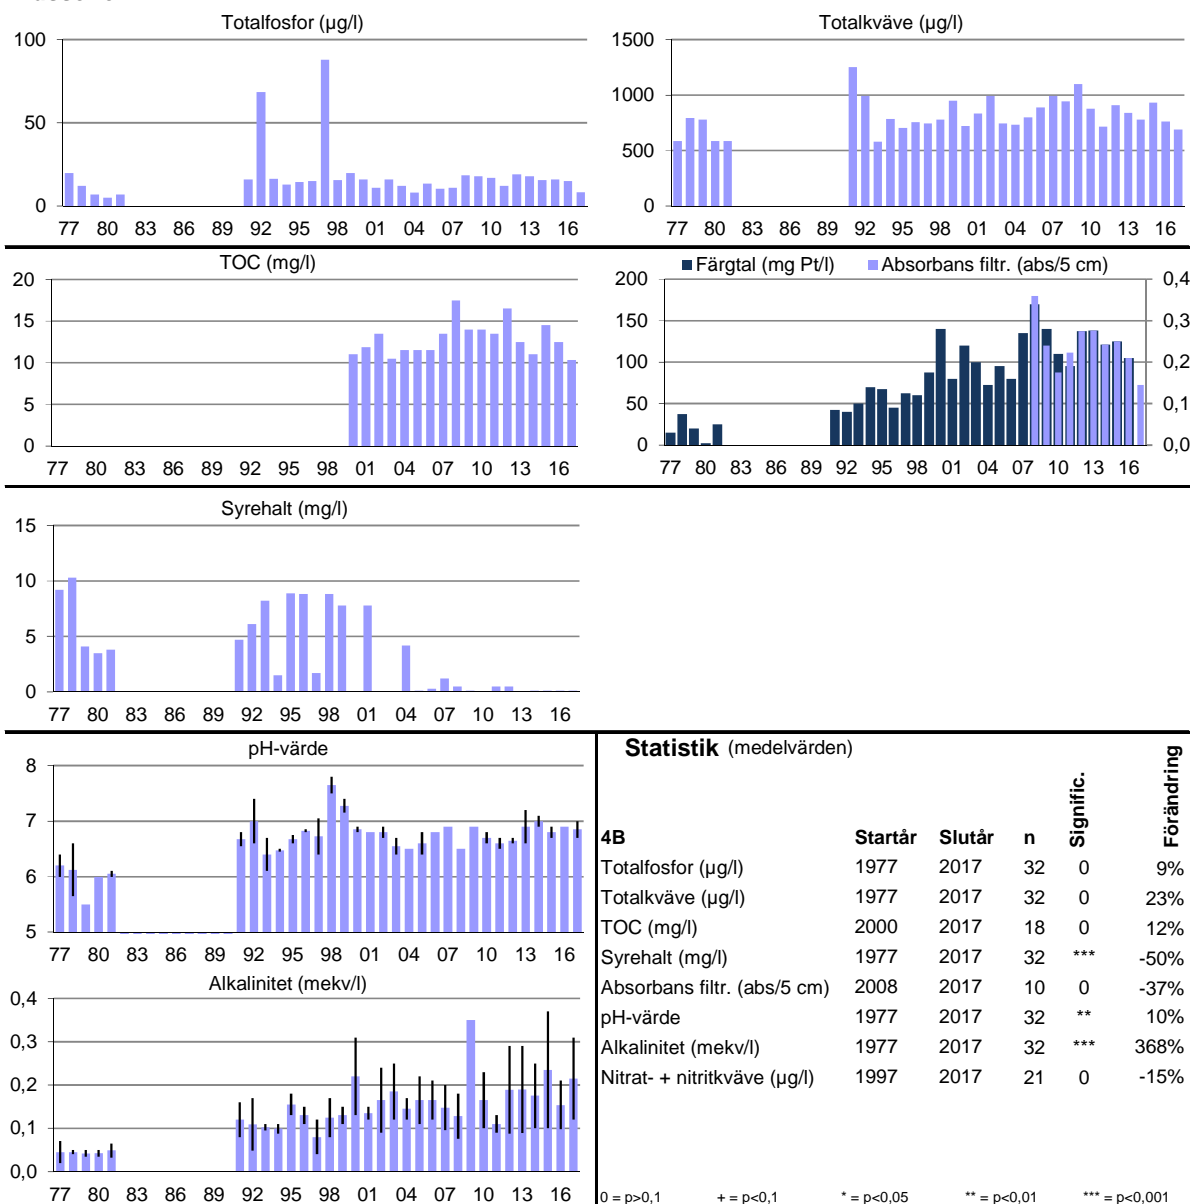 Totalfosfor (µg/l)
100
50
0
77 80 83 86 89 92 95 98 01 04 07 10 13 16
Totalkväve (µg/l)
1500
1000
500
0
77 80 83 86 89 92 95 98 01 04 07 10 13 16
TOC (mg/l)
20
15
10
5
0
77 80 83 86 89 92 95 98 01 04 07 10 13 16
Färgtal (mg Pt/l) Absorbans filtr. (abs/5 cm)
200 0,4
150 0,3
100 0,2
50 0,1
0 0,0
77 80 83 86 89 92 95 98 01 04 07 10 13 16
Syrehalt (mg/l)
15
10
5
0
77 80 83 86 89 92 95 98 01 04 07 10 13 16
pH-värde
8
7
6
5
77 80 83 86 89 92 95 98 01 04 07 10 13 16
Alkalinitet (mekv/l)
0,4
0,3
0,2
0,1
0,0
77 80 83 86 89 92 95 98 01 04 07 10 13 16
Statistik (medelvärden)
4B Startår Slutår n Signific. Förändring
Totalfosfor (µg/l) 1977 2017 32 0 9%
Totalkväve (µg/l) 1977 2017 32 0 23%
TOC (mg/l) 2000 2017 18 0 12%
Syrehalt (mg/l) 1977 2017 32 *** -50%
Absorbans filtr. (abs/5 cm) 2008 2017 10 0 -37%
pH-värde 1977 2017 32 ** 10%
Alkalinitet (mekv/l) 1977 2017 32 *** 368%
Nitrat- + nitritkväve (µg/l) 1997 2017 21 0 -15%
0 = p>0,1 + = p<0,1 * = p<0,05 ** = p<0,01 *** = p<0,001